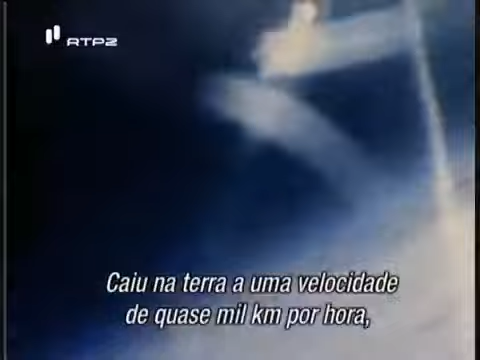 RTP2
Caiu na terra a uma velocidade
de quase mil km por hora,